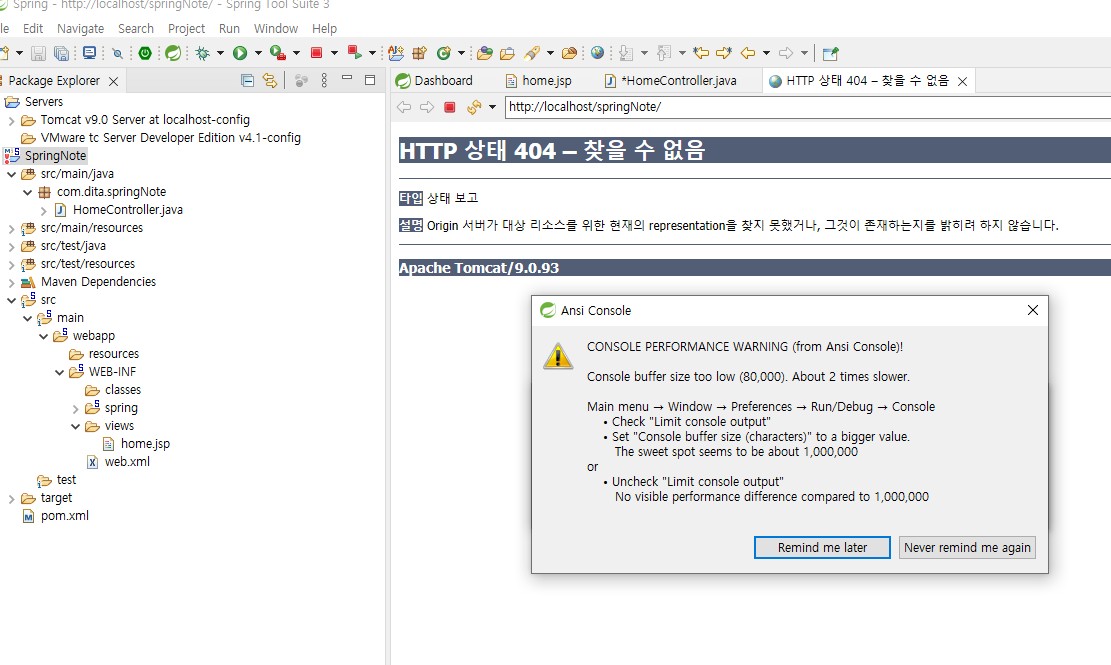 Spring - http://localhost/springNote/ - Spring Tool Suite 3
le Edit Navigate Search Project Run Window Help
Package Explorer
Dashboard home.jsp *HomeController.java HTTP 상태 404 – 찾을 수 없음
http://localhost/springNote/
Servers
Tomcat v9.0 Server at localhost-config
VMware tc Server Developer Edition v4.1-config
SpringNote
src/main/java
com.dita.springNote
HomeController.java
src/main/resources
src/test/java
src/test/resources
Maven Dependencies
src
main
webapp
resources
WEB-INF
classes
spring
views
home.jsp
web.xml
test
target
pom.xml
HTTP 상태 404 – 찾을 수 없음
타입 상태 보고
설명 Origin 서버가 대상 리소스를 위한 현재의 representation을 찾지 못했거나, 그것이 존재하는지를 밝히려 하지 않습니다.
Apache Tomcat/9.0.93
Ansi Console
CONSOLE PERFORMANCE WARNING (from Ansi Console)!
Console buffer size too low (80,000). About 2 times slower.
Main menu → Window → Preferences → Run/Debug → Console
• Check "Limit console output"
• Set "Console buffer size (characters)" to a bigger value.
The sweet spot seems to be about 1,000,000
or
• Uncheck "Limit console output"
No visible performance difference compared to 1,000,000
Remind me later Never remind me again